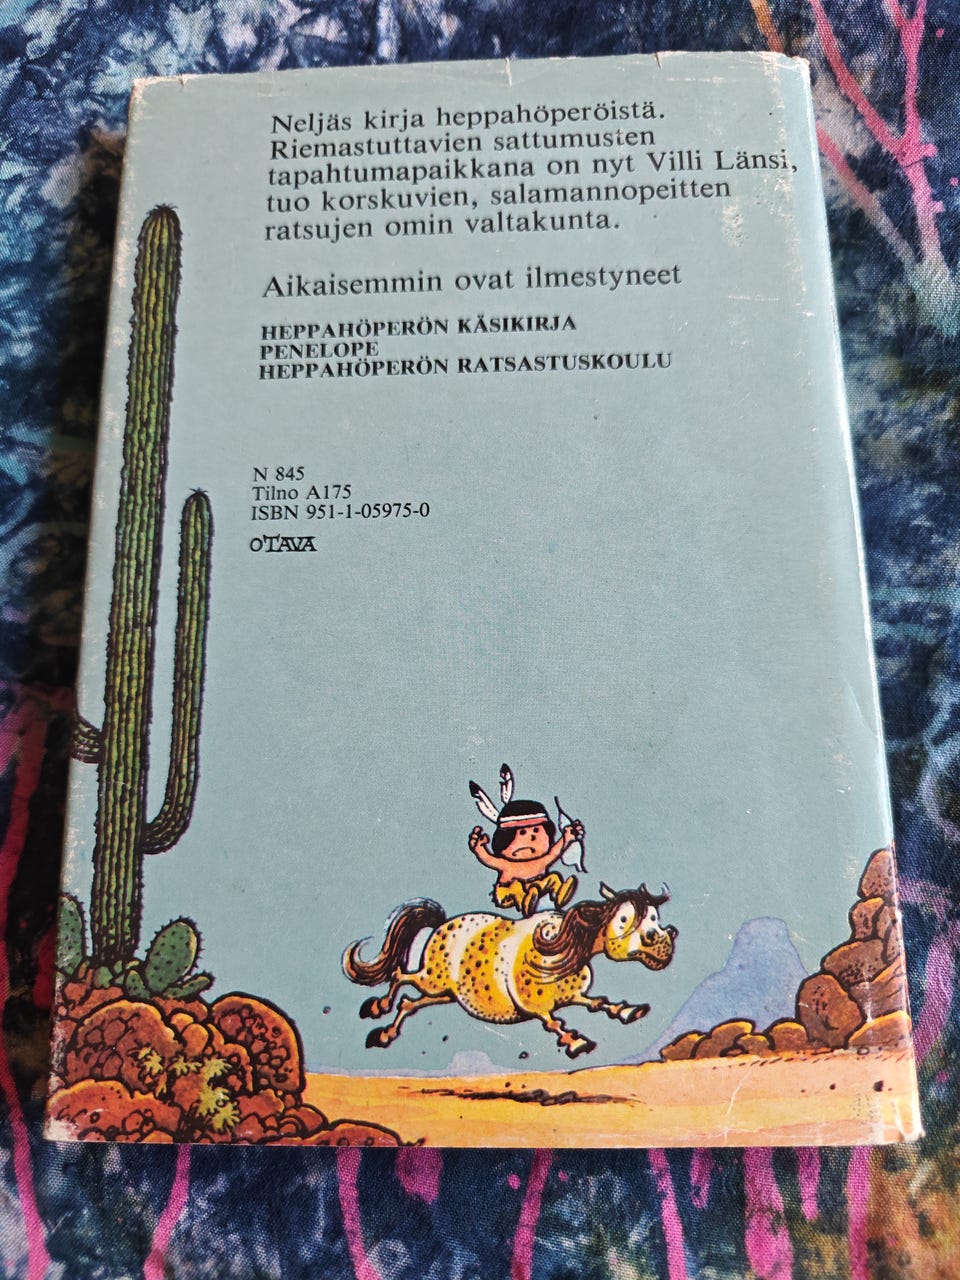 Neljäs kirja heppahöperöistä.
Riemastuttavien sattumusten
tapahtumapaikkana on nyt Villi Länsi,
tuo korskuvien, salamannopeitten
ratsujen omin valtakunta.
Aikaisemmin ovat ilmestyneet
HEPPAHÖPERÖN KÄSIKIRJA
PENELOPE
HEPPAHÖPERÖN RATSASTUSKOULU
N 845
Tilno A175
ISBN 951-1-05975-0
OTAVA